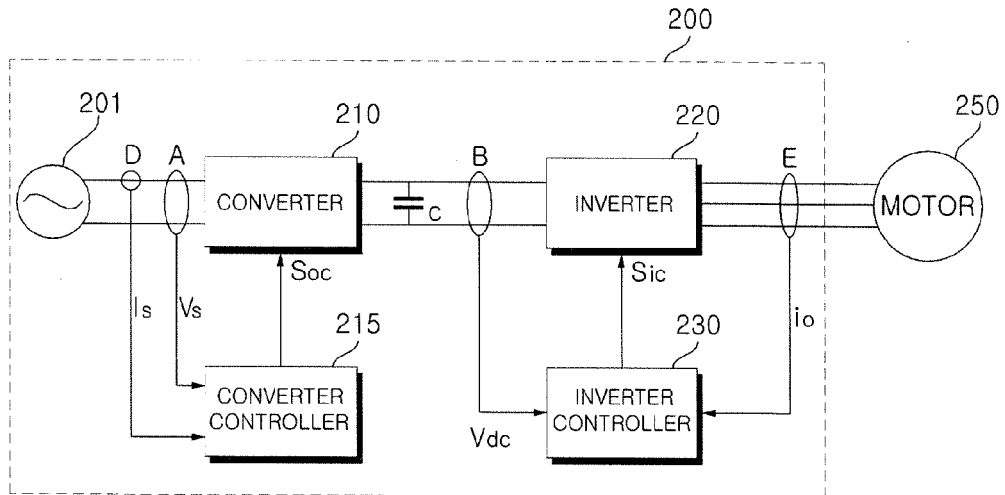 200
201
D
A
210
CONVERTER
C
B
220
INVERTER
E
250
MOTOR
Soc
Sic
Is
Vs
io
215
CONVERTER
CONTROLLER
Vdc
230
INVERTER
CONTROLLER